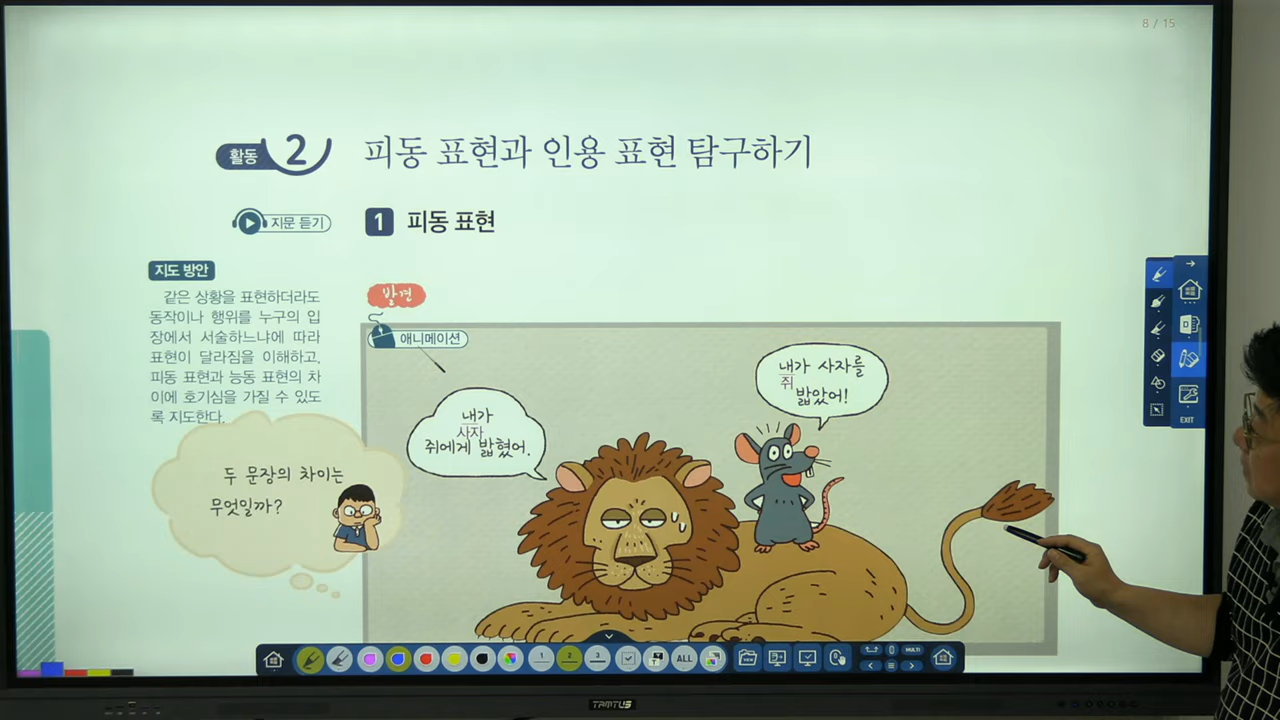 8 / 15
활동 2 피동 표현과 인용 표현 탐구하기
지문 듣기
1 피동 표현
지도 방안
같은 상황을 표현하더라도
동작이나 행위를 누구의 입
장에서 서술하느냐에 따라
표현이 달라짐을 이해하고,
피동 표현과 능동 표현의 차
이에 호기심을 가질 수 있도
록 지도한다.
발견
애니메이션
두 문장의 차이는
무엇일까?
내가
사자
쥐에게 밟혔어.
내가 사자를
쥐
밟았어!
EXIT
1
2
3
ALL
MULTI
TAMTUS